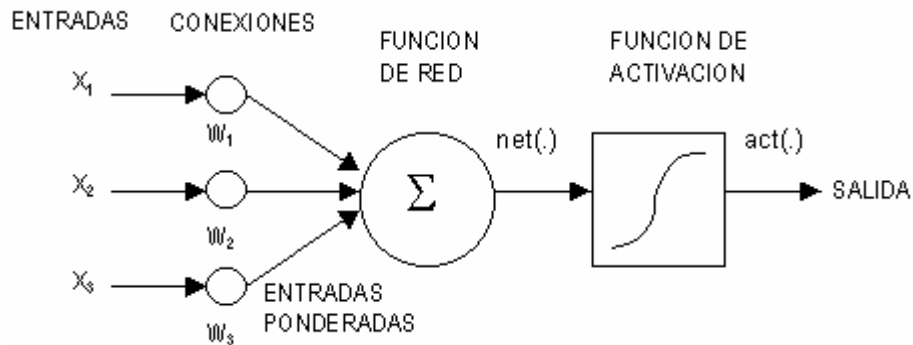 ENTRADAS
CONEXIONES
FUNCION
DE RED
FUNCION DE
ACTIVACION
X1
W1
net(.)
act(.)
X2
W2
Σ
SALIDA
X3
W3
ENTRADAS
PONDERADAS